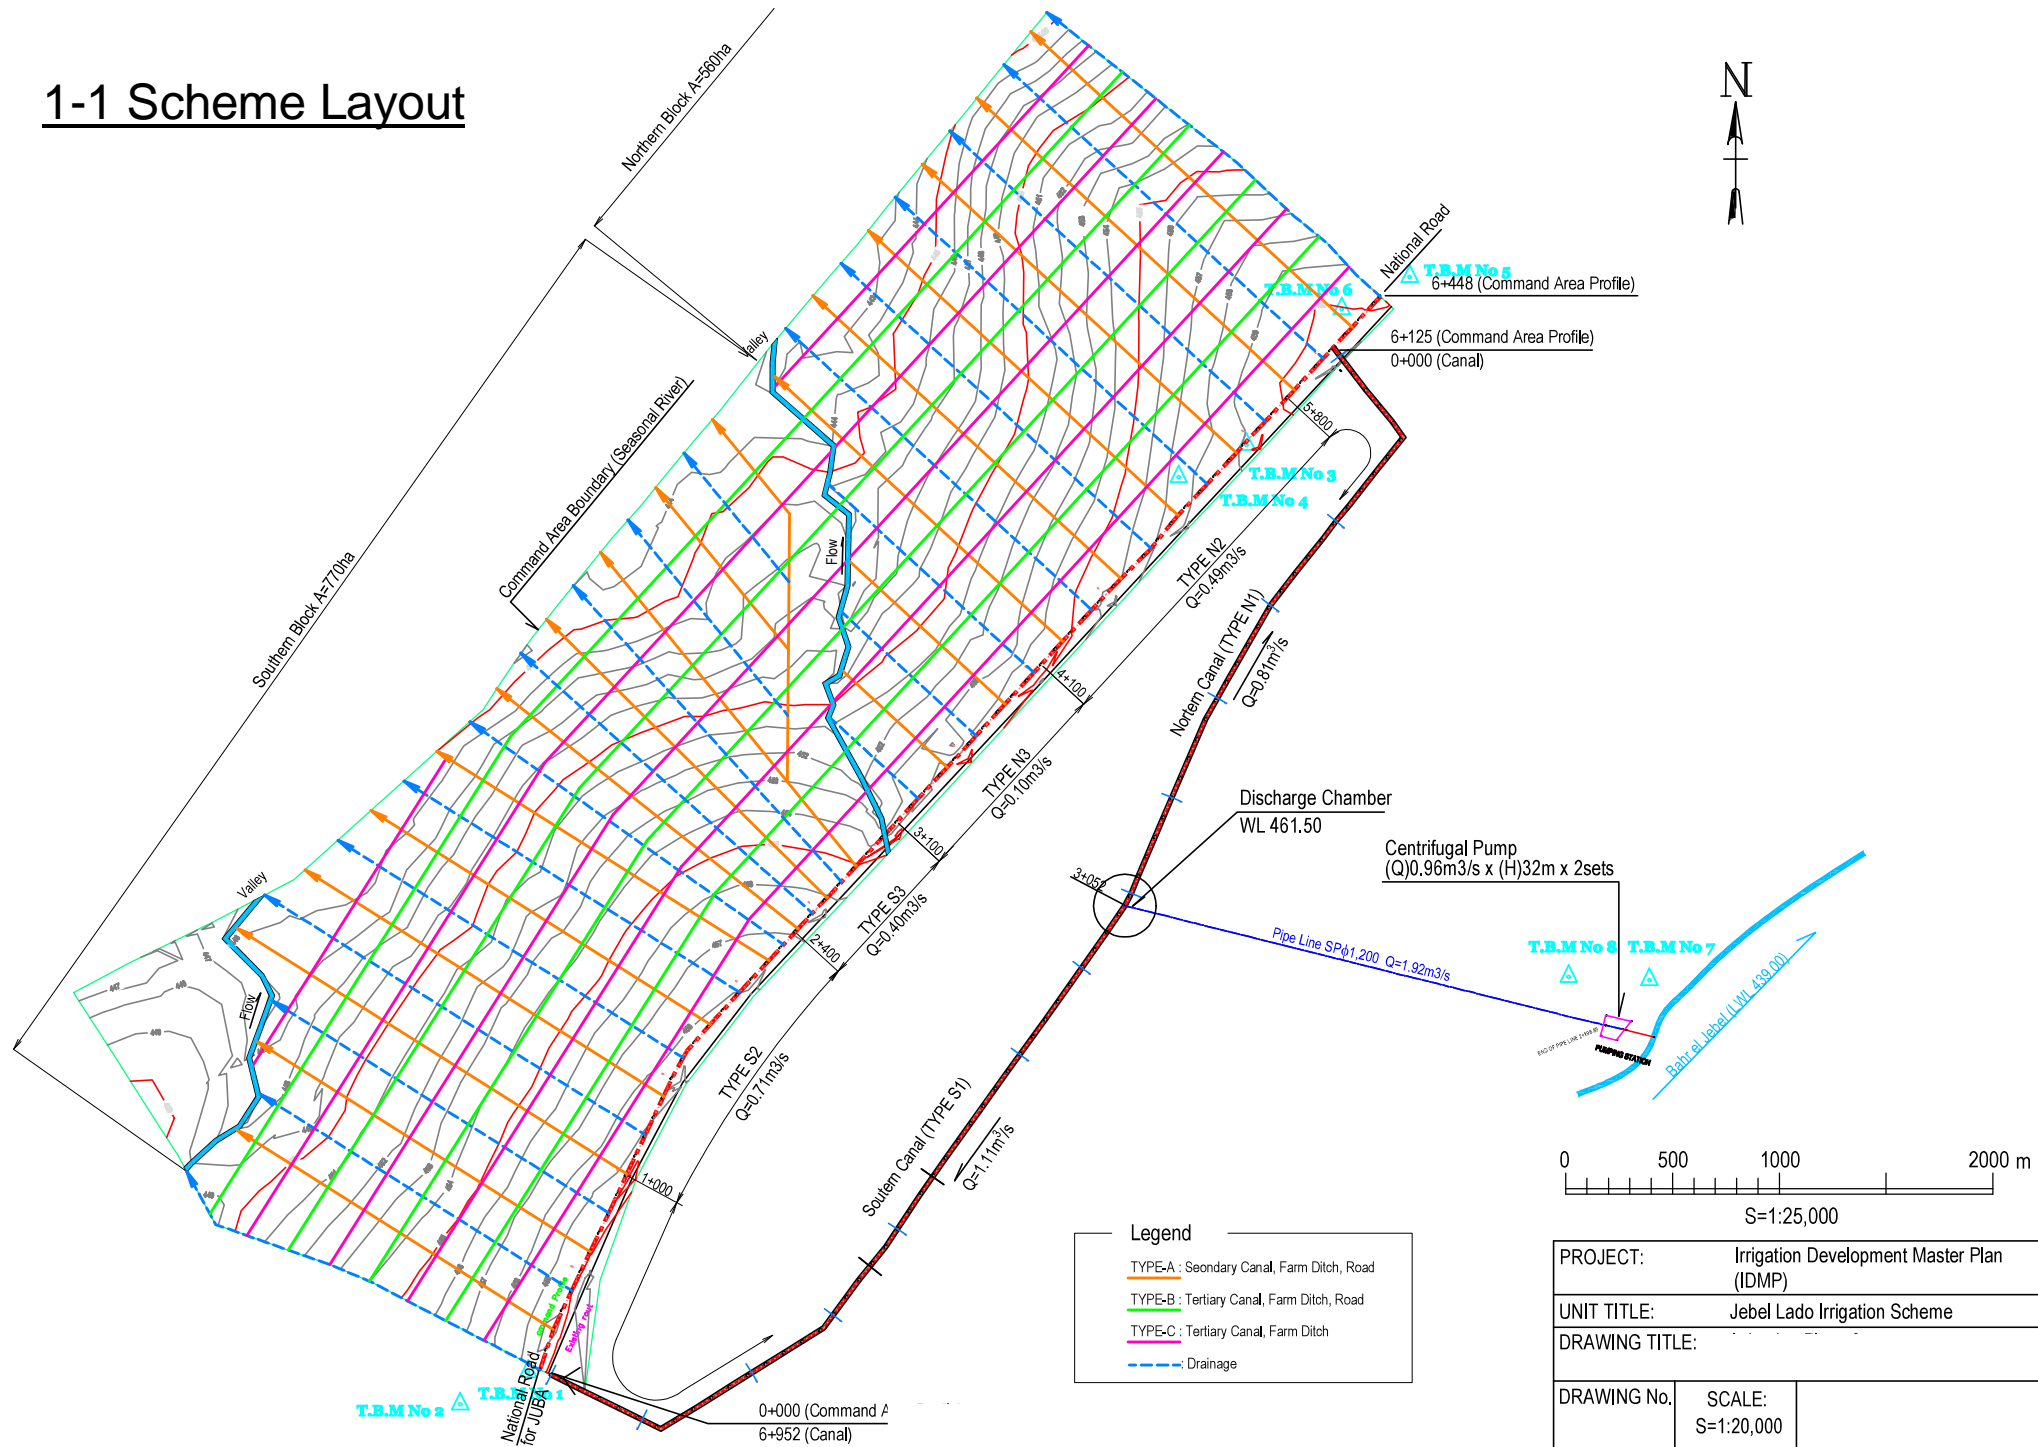 1-1 Scheme Layout
Northern Block A=560ha
N
National Road
T.B.M No 5
6+448 (Command Area Profile)
T.B.M No 6
6+125 (Command Area Profile)
0+000 (Canal)
Valley
Command Area Boundary (Seasonal River)
Southern Block A=770ha
5+800
T.B.M No 3
T.B.M No 4
Flow
TYPE N2
Q=0.49m3/s
Nortern Canal (TYPE N1)
Q=0.81m³/s
4+100
TYPE N3
Q=0.10m3/s
3+100
Discharge Chamber
WL 461.50
Centrifugal Pump
(Q)0.96m3/s x (H)32m x 2sets
3+052
TYPE S3
Q=0.40m3/s
2+400
Valley
Flow
Pipe Line SPϕ1,200 Q=1.92m3/s
T.B.M No 8
T.B.M No 7
Bahr el Jebel (LWL 439.00)
PUMPING STATION
TYPE S2
Q=0.71m3/s
Soutern Canal (TYPE S1)
Q=1.11m³/s
1+000
0 500 1000 2000 m
S=1:25,000
Existing rout
National Road
for JUBA
T.B.M No 1
T.B.M No 2
0+000 (Command A
6+952 (Canal)
Legend
TYPE-A : Seondary Canal, Farm Ditch, Road
TYPE-B : Tertiary Canal, Farm Ditch, Road
TYPE-C : Tertiary Canal, Farm Ditch
: Drainage
PROJECT: Irrigation Development Master Plan
(IDMP)
UNIT TITLE: Jebel Lado Irrigation Scheme
DRAWING TITLE:
DRAWING No.
SCALE:
S=1:20,000